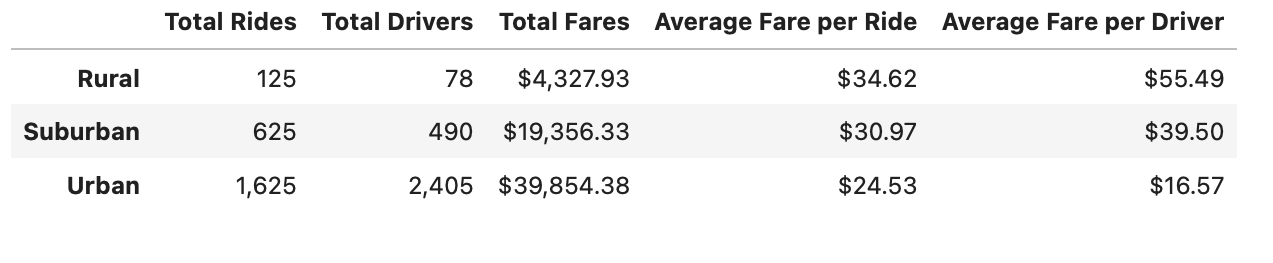 Total Rides Total Drivers Total Fares Average Fare per Ride Average Fare per Driver
Rural 125 78 $4,327.93 $34.62 $55.49
Suburban 625 490 $19,356.33 $30.97 $39.50
Urban 1,625 2,405 $39,854.38 $24.53 $16.57